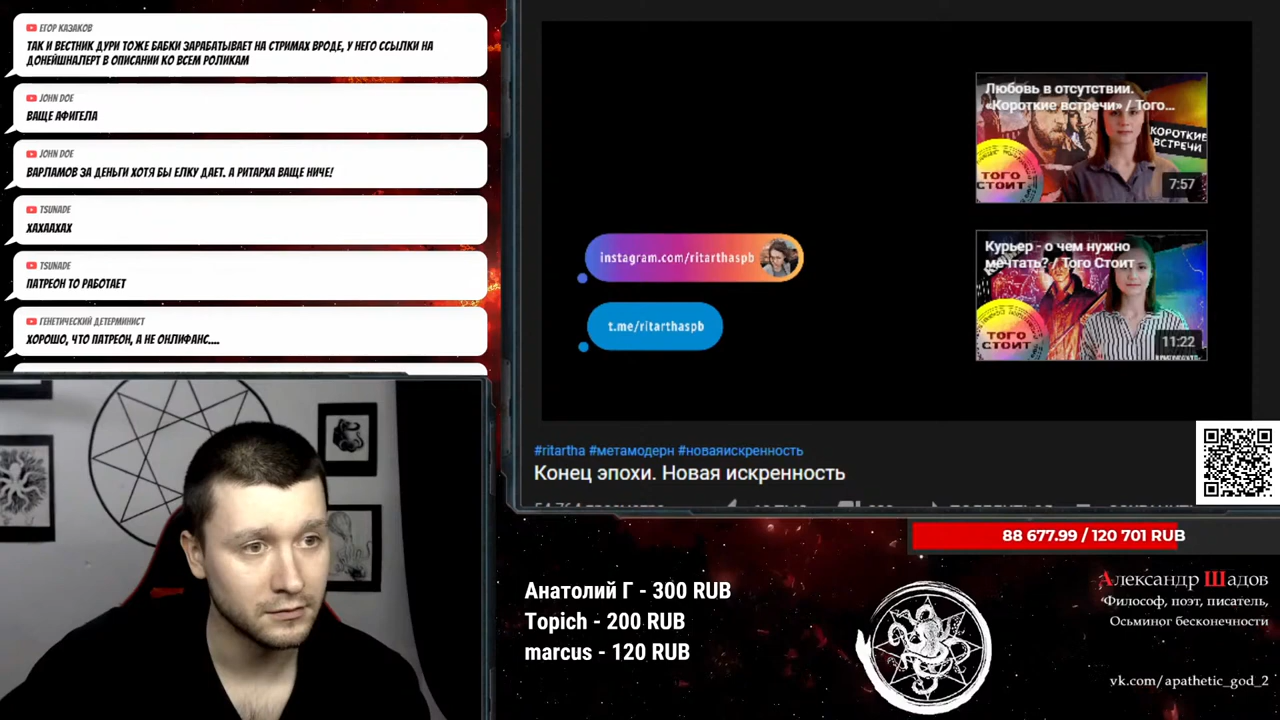 ЕГОР КАЗАКОВ
ТАК И ВЕСТНИК ДУРИ ТОЖЕ БАБКИ ЗАРАБАТЫВАЕТ НА СТРИМАХ ВРОДЕ, У НЕГО ССЫЛКИ НА
ДОНЕЙШНАЛЕРТ В ОПИСАНИИ КО ВСЕМ РОЛИКАМ
JOHN DOE
ВАЩЕ АФИГЕЛА
JOHN DOE
ВАРЛАМОВ ЗА ДЕНЬГИ ХОТЯ БЫ ЕЛКУ ДАЕТ. А РИТАРХА ВАЩЕ НИЧЕ!
TSUNADE
ХАХААХАХ
TSUNADE
ПАТРЕОН ТО РАБОТАЕТ
ГЕНЕТИЧЕСКИЙ ДЕТЕРМИНИСТ
ХОРОШО, ЧТО ПАТРЕОН, А НЕ ОНЛИФАНС....
Любовь в отсутствии.
«Короткие встречи» / Того...
КОРОТКИЕ
ВСТРЕЧИ
ТОГО
СТОИТ
7:57
instagram.com/ritarthaspb
t.me/ritarthaspb
Курьер - о чем нужно
мечтать? / Того Стоит
ТОГО
СТОИТ
11:22
#ritartha #метамодерн #новаяискренность
Конец эпохи. Новая искренность
88 677.99 / 120 701 RUB
Анатолий Г - 300 RUB
Topich - 200 RUB
marcus - 120 RUB
Александр Шадов
Философ, поэт, писатель,
Осьминог бесконечности
vk.com/apathetic_god_2